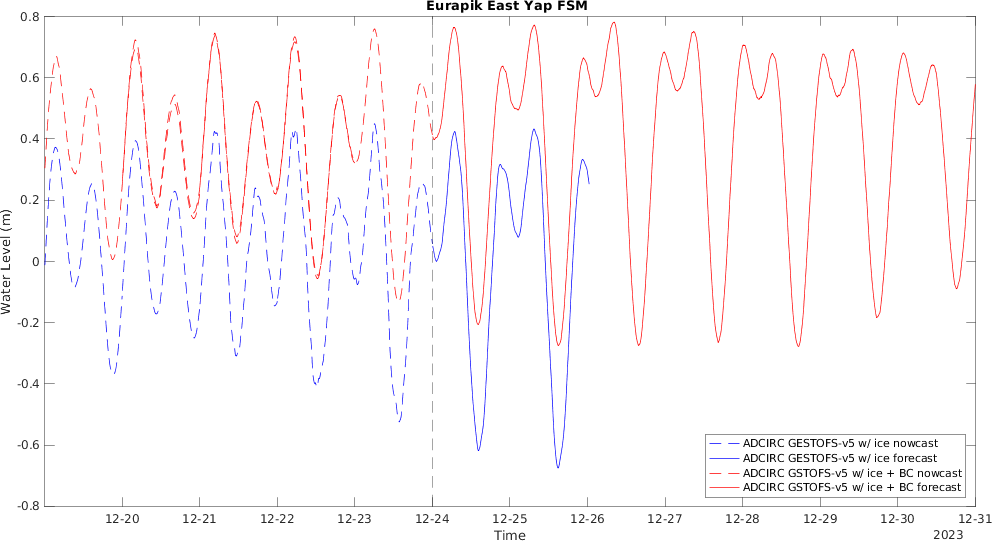 Eurapik East Yap FSM
Water Level (m)
0.8
0.6
0.4
0.2
0
-0.2
-0.4
-0.6
-0.8
ADCIRC GESTOFS-v5 w/ ice nowcast
ADCIRC GESTOFS-v5 w/ ice forecast
ADCIRC GSTOFS-v5 w/ ice + BC nowcast
ADCIRC GSTOFS-v5 w/ ice + BC forecast
12-20 12-21 12-22 12-23 12-24 12-25 12-26 12-27 12-28 12-29 12-30 12-31
Time
2023